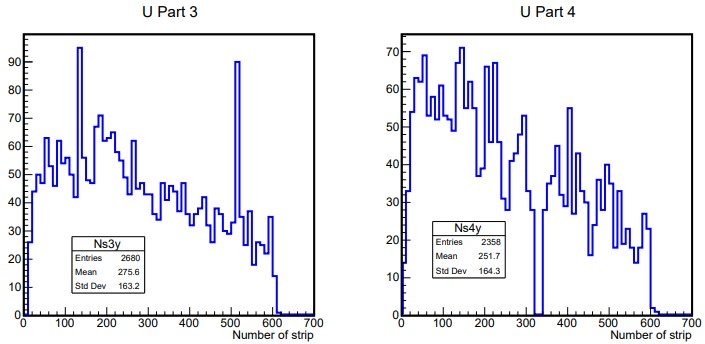 U Part 3
90
80
70
60
50
40
30
20
10
0
Ns3y
Entries 2680
Mean 275.6
Std Dev 163.2
0 100 200 300 400 500 600 700
Number of strip
U Part 4
70
60
50
40
30
20
10
0
Ns4y
Entries 2358
Mean 251.7
Std Dev 164.3
0 100 200 300 400 500 600 700
Number of strip